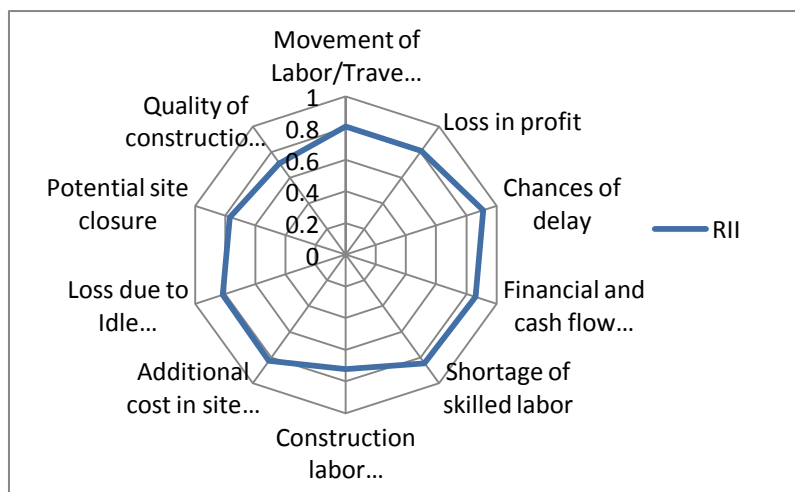 Movement of
Labor/Trave...
Loss in profit
Chances of
delay
Financial and
cash flow...
Shortage of
skilled labor
Construction
labor...
Additional
cost in site...
Loss due to
Idle...
Potential site
closure
Quality of
constructio...
1
0.8
0.6
0.4
0.2
0
RII